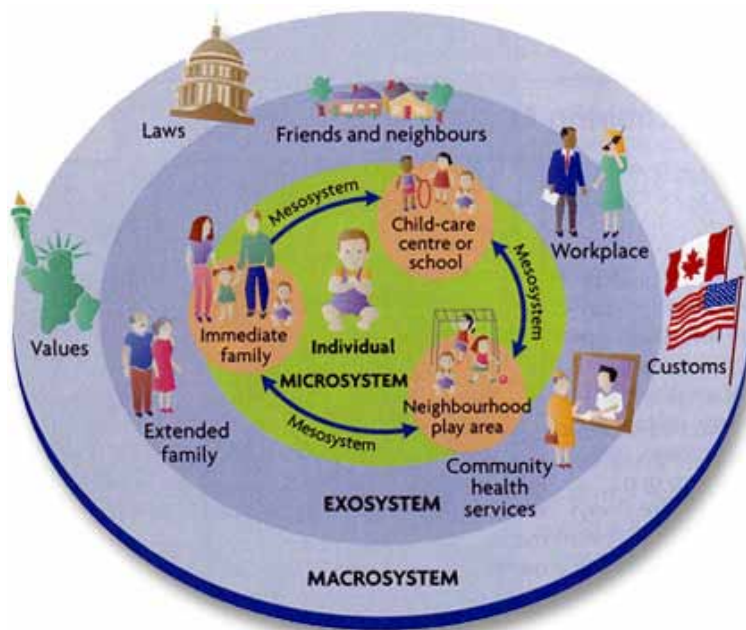 Laws
Friends and neighbours
Mesosystem
Child-care
centre or
school
Workplace
Mesosystem
Values
Immediate
family
Individual
MICROSYSTEM
Customs
Neighbourhood
play area
Mesosystem
Extended
family
Community
health
services
EXOSYSTEM
MACROSYSTEM